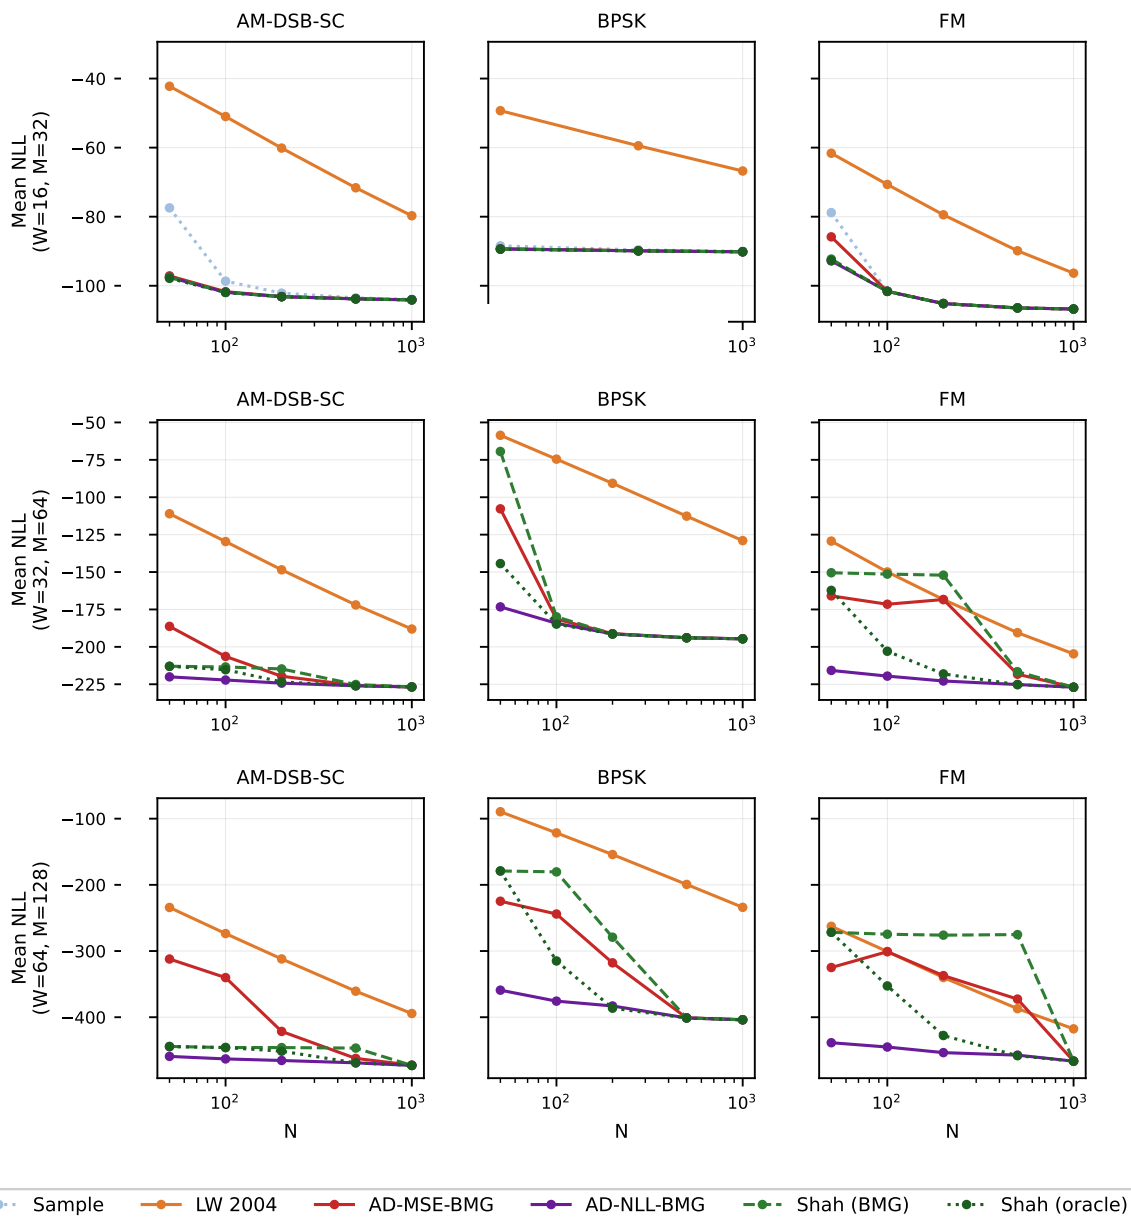 AM-DSB-SC BPSK FM
Mean NLL
(W=16, M=32)
−40
−60
−80
−100
10² 10³ 10³ 10² 10³
AM-DSB-SC BPSK FM
Mean NLL
(W=32, M=64)
−50
−75
−100
−125
−150
−175
−200
−225
10² 10³ 10² 10³ 10² 10³
AM-DSB-SC BPSK FM
Mean NLL
(W=64, M=128)
−100
−200
−300
−400
10² 10³ 10² 10³ 10² 10³
N N
Sample LW 2004 AD-MSE-BMG AD-NLL-BMG Shah (BMG) Shah (oracle)